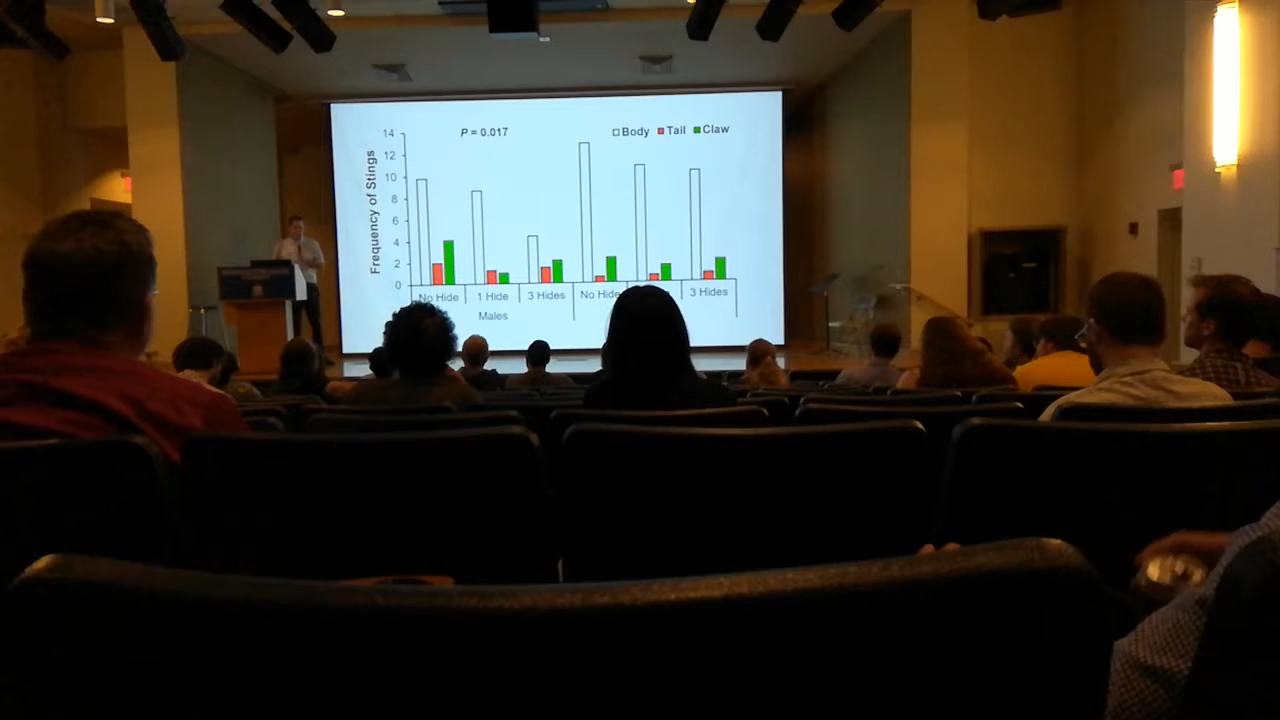 P = 0.017
Body Tail Claw
Frequency of Stings
14
12
10
8
6
4
2
0
No Hide 1 Hide 3 Hides No Hide 3 Hides
Males